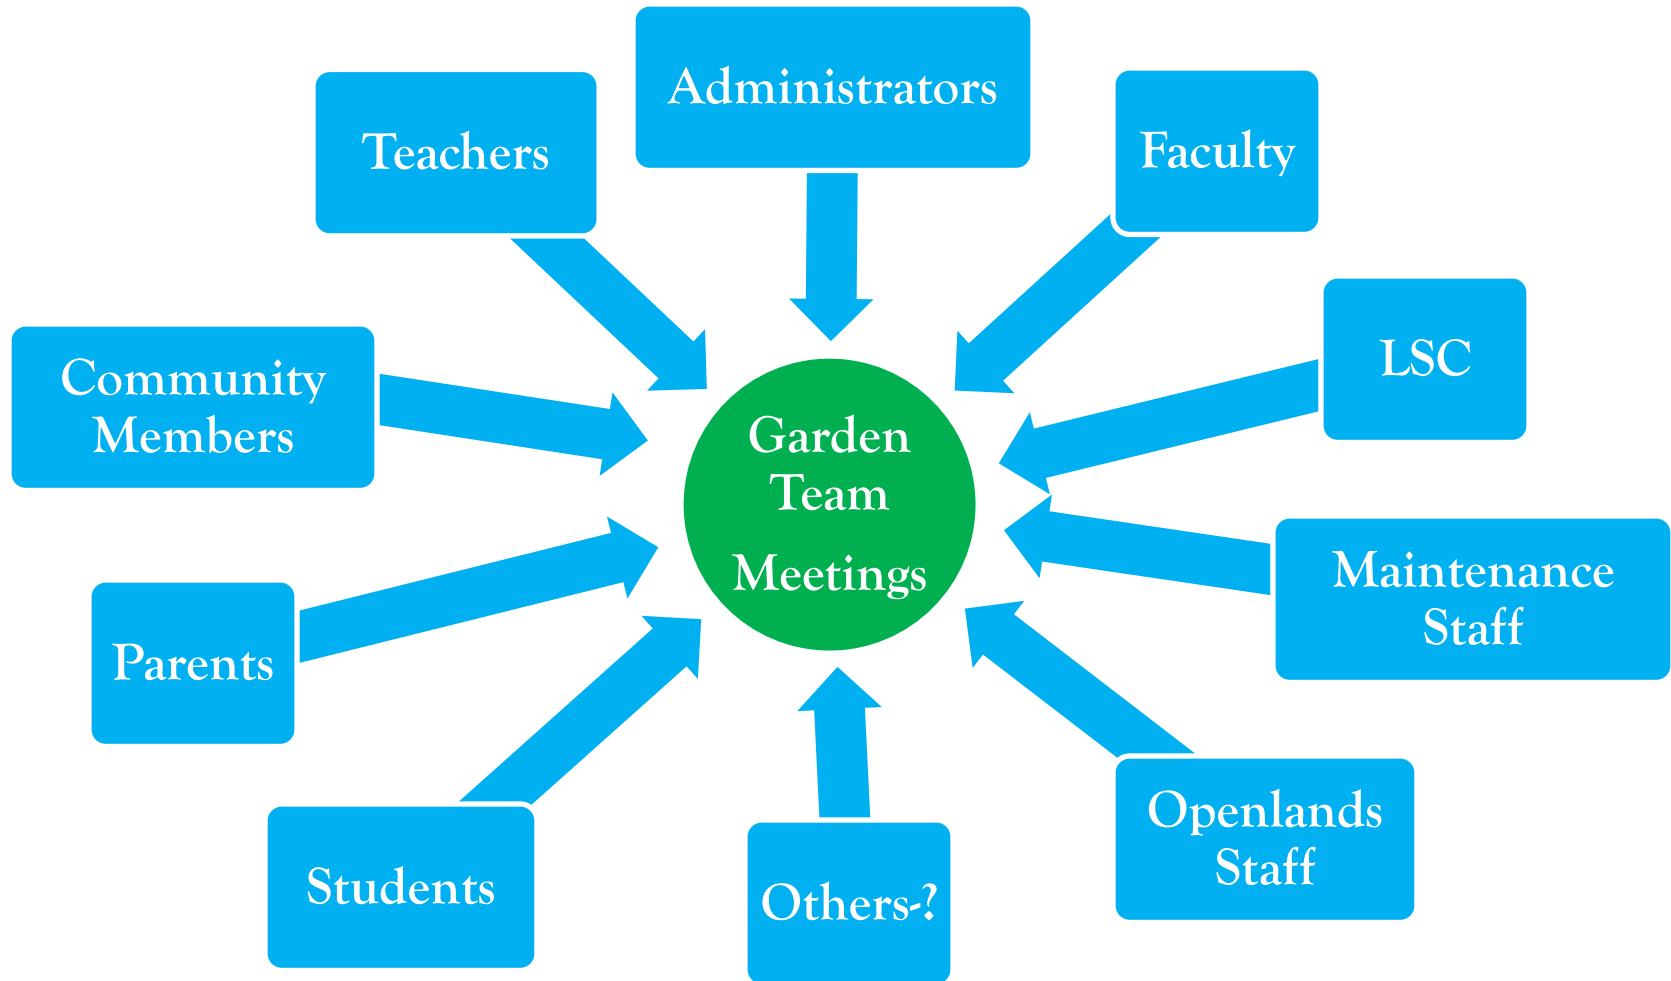 Administrators
Teachers
Faculty
LSC
Community
Members
Garden
Team
Meetings
Maintenance
Staff
Parents
Openlands
Staff
Students
Others-?